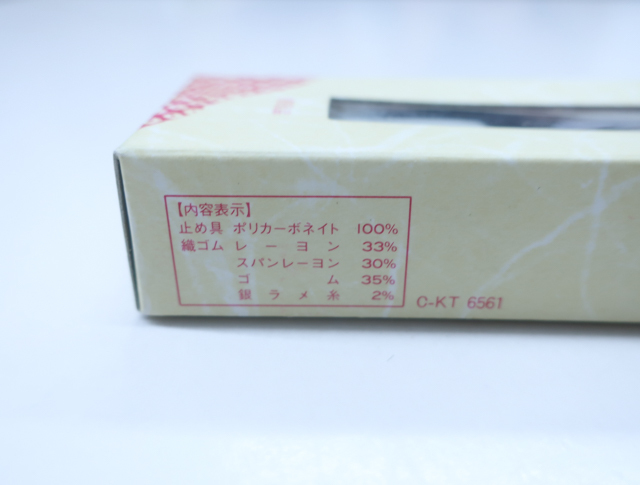 【内容表示】
止め具 ポリカーボネイト 100%
織ゴム レーヨン 33%
スパンレーヨン 30%
ゴム 35%
銀ラメ糸 2%
C-KT 6561